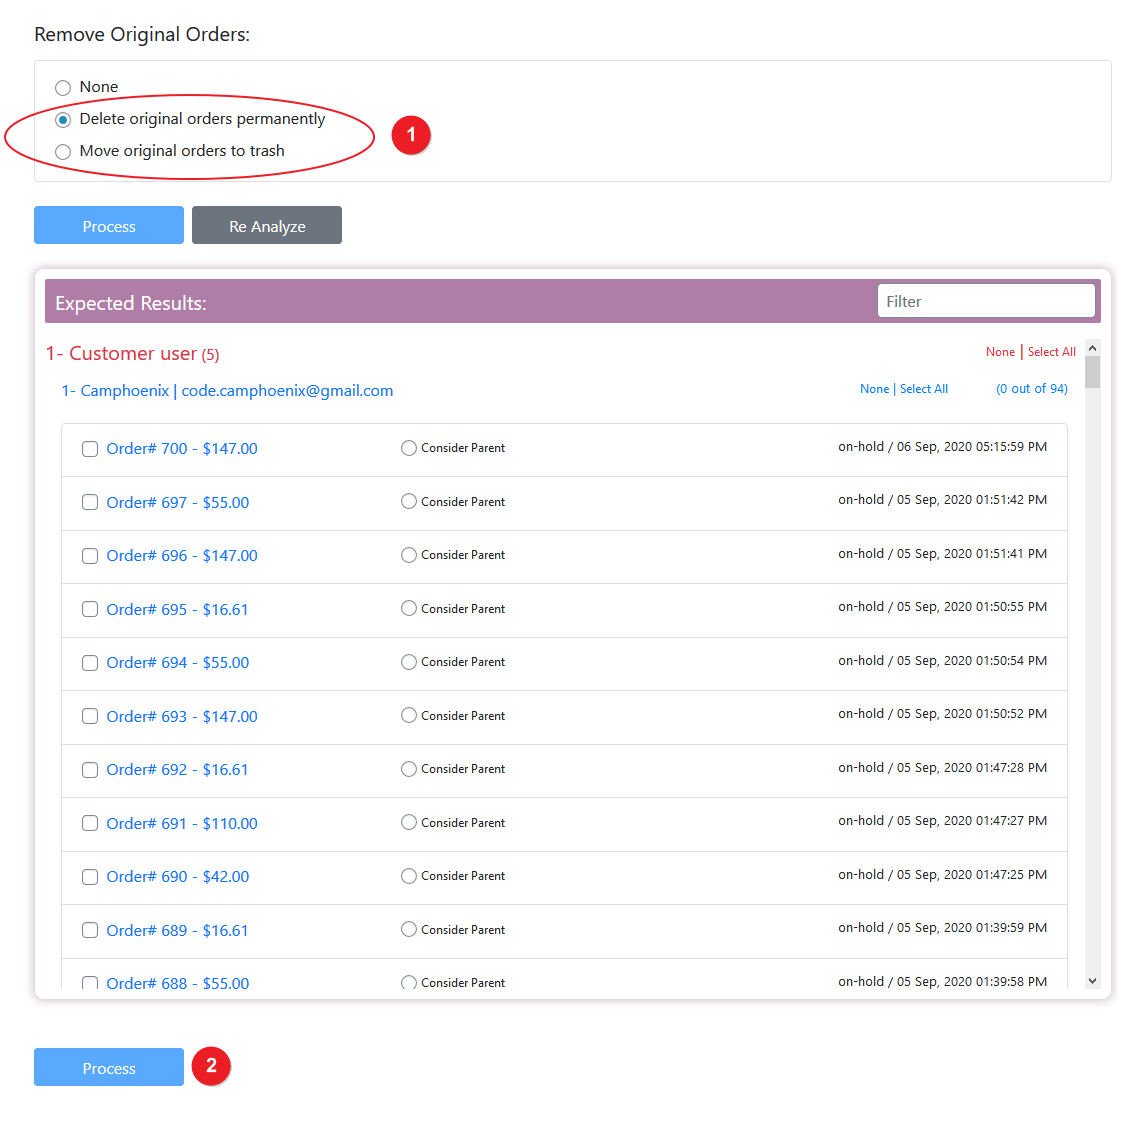 Remove Original Orders:
None
Delete original orders permanently
1
Move original orders to trash
Process Re Analyze
Expected Results: Filter
1- Customer user (5) None | Select All
1- Camphoenix | code.camphoenix@gmail.com None | Select All (0 out of 94)
Order# 700 - $147.00 Consider Parent on-hold / 06 Sep, 2020 05:15:59 PM
Order# 697 - $55.00 Consider Parent on-hold / 05 Sep, 2020 01:51:42 PM
Order# 696 - $147.00 Consider Parent on-hold / 05 Sep, 2020 01:51:41 PM
Order# 695 - $16.61 Consider Parent on-hold / 05 Sep, 2020 01:50:55 PM
Order# 694 - $55.00 Consider Parent on-hold / 05 Sep, 2020 01:50:54 PM
Order# 693 - $147.00 Consider Parent on-hold / 05 Sep, 2020 01:50:52 PM
Order# 692 - $16.61 Consider Parent on-hold / 05 Sep, 2020 01:47:28 PM
Order# 691 - $110.00 Consider Parent on-hold / 05 Sep, 2020 01:47:27 PM
Order# 690 - $42.00 Consider Parent on-hold / 05 Sep, 2020 01:47:25 PM
Order# 689 - $16.61 Consider Parent on-hold / 05 Sep, 2020 01:39:59 PM
Order# 688 - $55.00 Consider Parent on-hold / 05 Sep, 2020 01:39:58 PM
Process 2